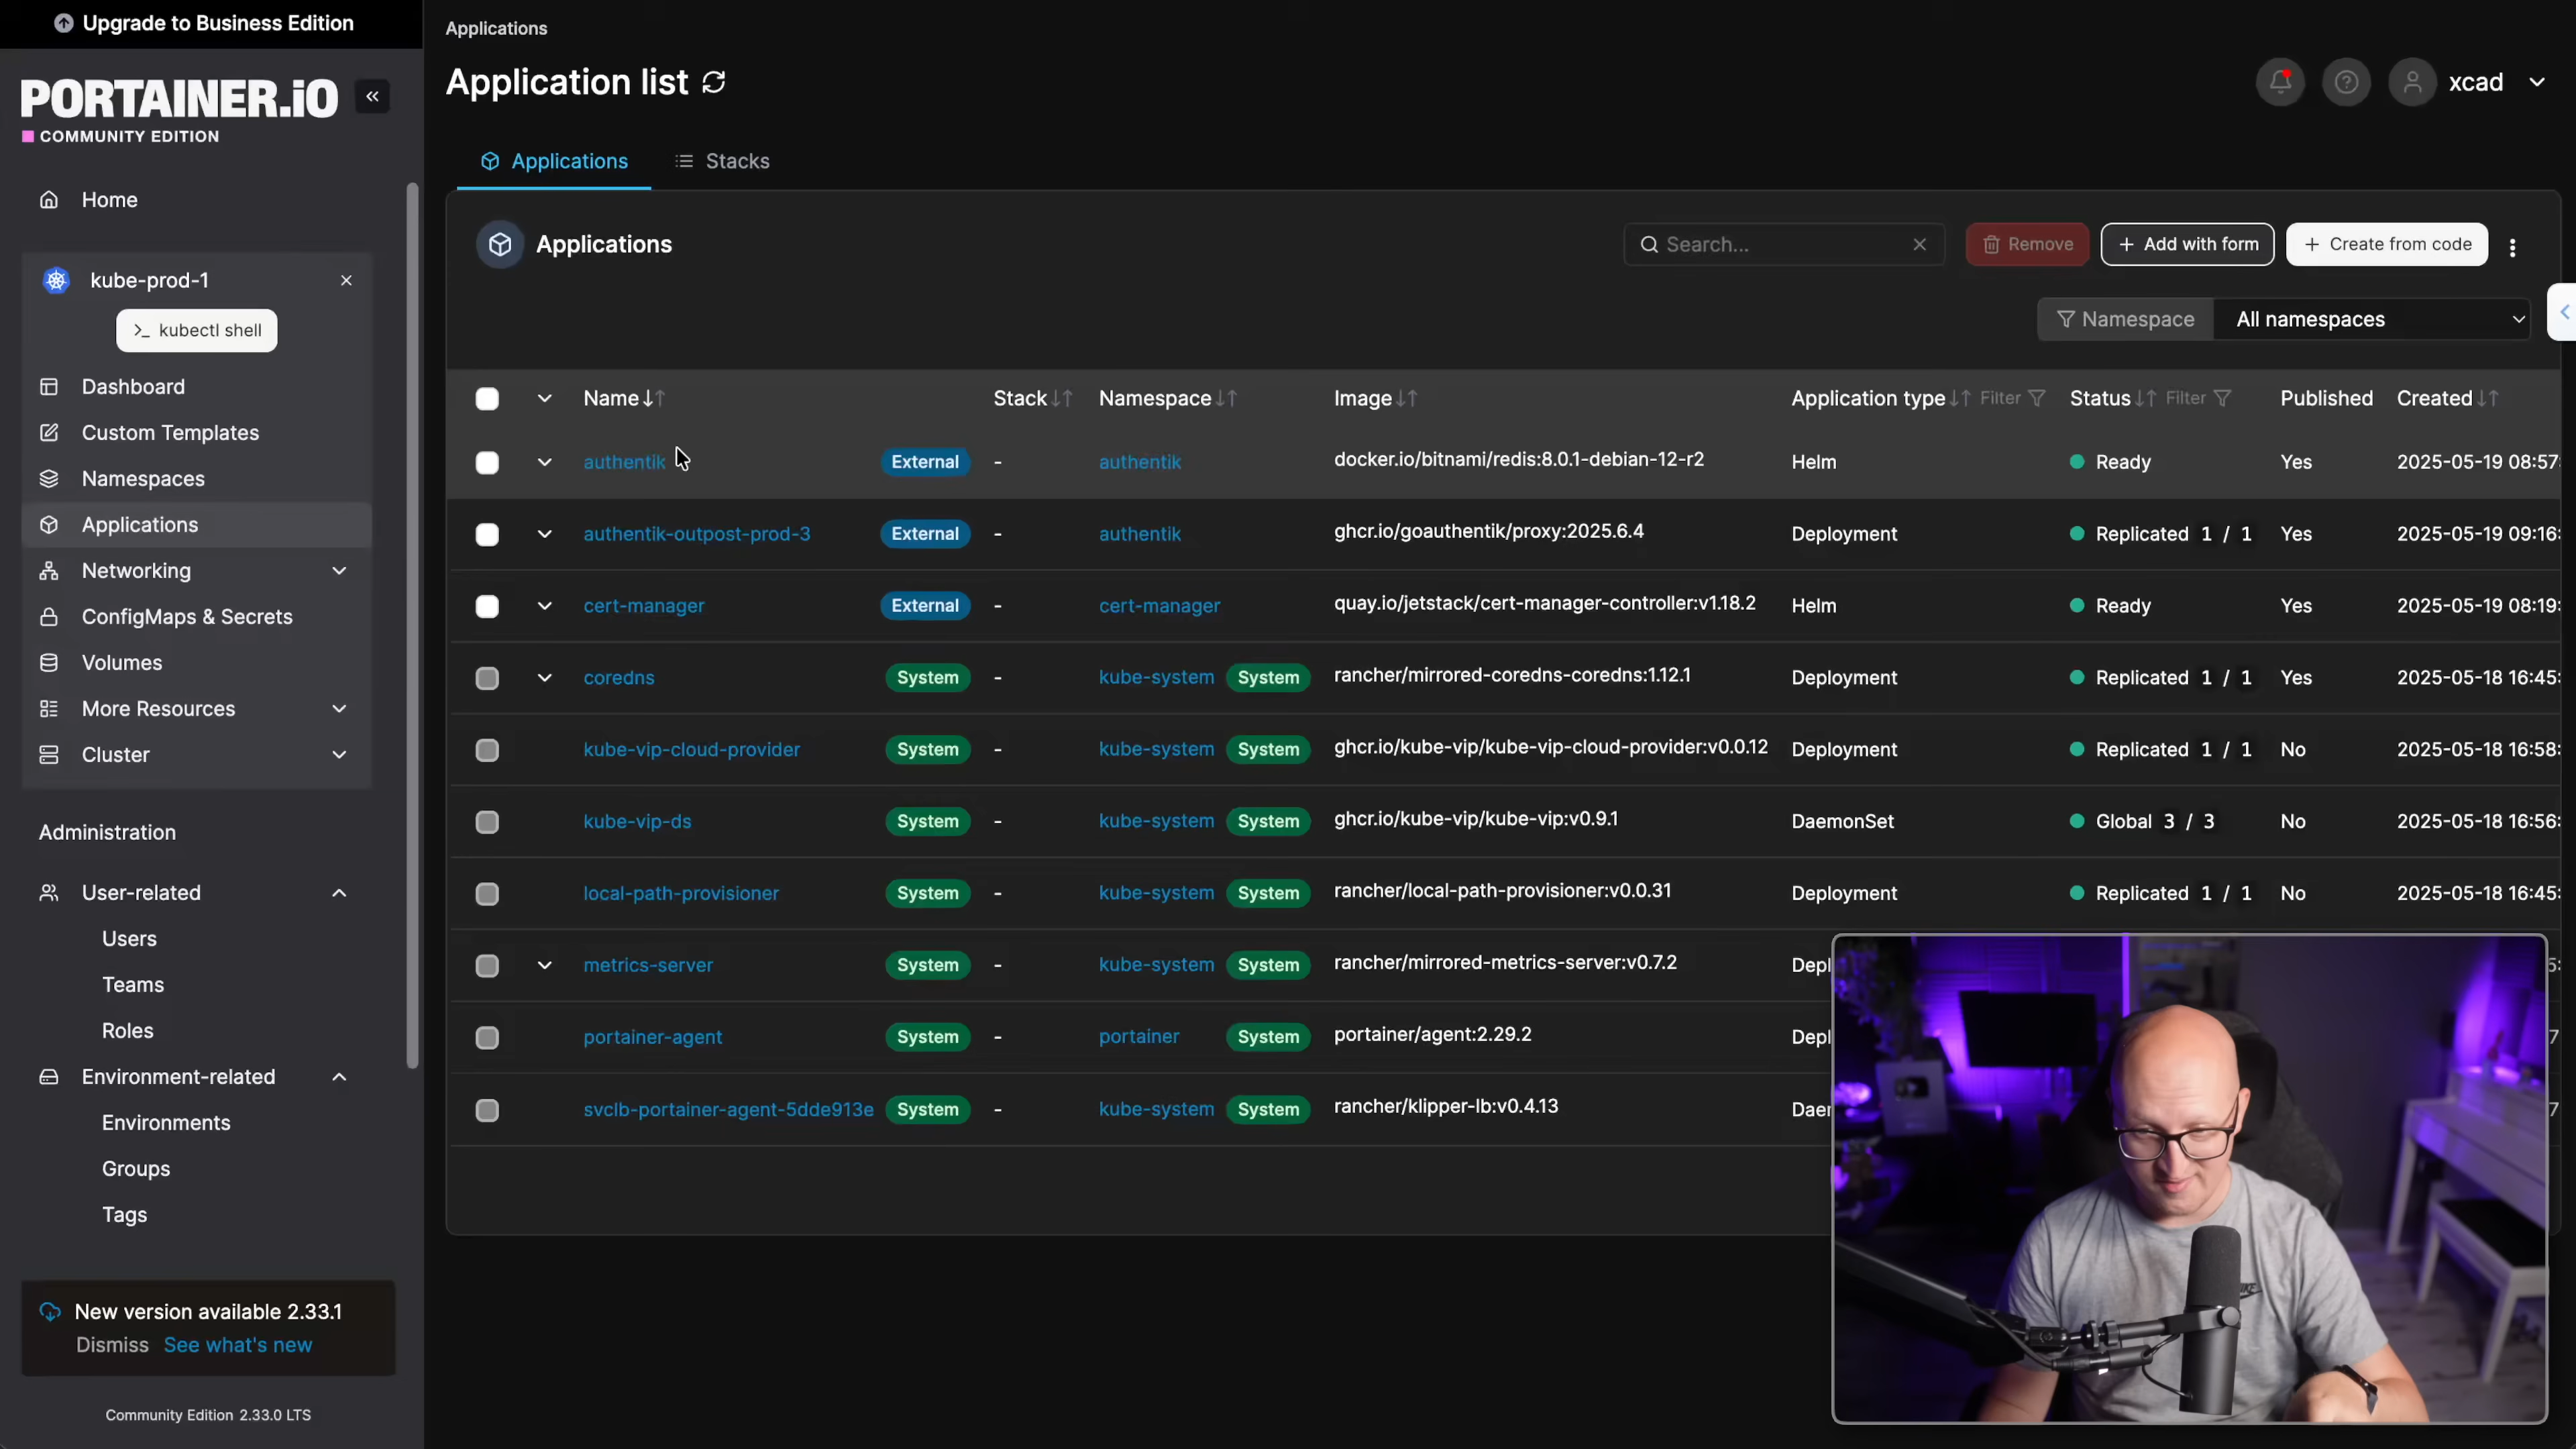 Upgrade to Business Edition
PORTAINER.iO
COMMUNITY EDITION
Home
kube-prod-1
>_ kubectl shell
Dashboard
Custom Templates
Namespaces
Applications
Networking
ConfigMaps & Secrets
Volumes
More Resources
Cluster
Administration
User-related
Users
Teams
Roles
Environment-related
Environments
Groups
Tags
New version available 2.33.1
Dismiss See what's new
Community Edition 2.33.0 LTS
Applications
Application list
xcad
Applications Stacks
Applications
Search...
Remove
+ Add with form
+ Create from code
Namespace All namespaces
Name Stack Namespace Image Application type Filter Status Filter Published Created
authentik External - authentik docker.io/bitnami/redis:8.0.1-debian-12-r2 Helm Ready Yes 2025-05-19 08:57:
authentik-outpost-prod-3 External - authentik ghcr.io/goauthentik/proxy:2025.6.4 Deployment Replicated 1 / 1 Yes 2025-05-19 09:16:
cert-manager External - cert-manager quay.io/jetstack/cert-manager-controller:v1.18.2 Helm Ready Yes 2025-05-19 08:19:
coredns System - kube-system System rancher/mirrored-coredns-coredns:1.12.1 Deployment Replicated 1 / 1 Yes 2025-05-18 16:45:
kube-vip-cloud-provider System - kube-system System ghcr.io/kube-vip/kube-vip-cloud-provider:v0.0.12 Deployment Replicated 1 / 1 No 2025-05-18 16:58:
kube-vip-ds System - kube-system System ghcr.io/kube-vip/kube-vip:v0.9.1 DaemonSet Global 3 / 3 No 2025-05-18 16:56:
local-path-provisioner System - kube-system System rancher/local-path-provisioner:v0.0.31 Deployment Replicated 1 / 1 No 2025-05-18 16:45:
metrics-server System - kube-system System rancher/mirrored-metrics-server:v0.7.2 Depl 5:
portainer-agent System - portainer System portainer/agent:2.29.2 Depl 7
svclb-portainer-agent-5dde913e System - kube-system System rancher/klipper-lb:v0.4.13 Daer 7